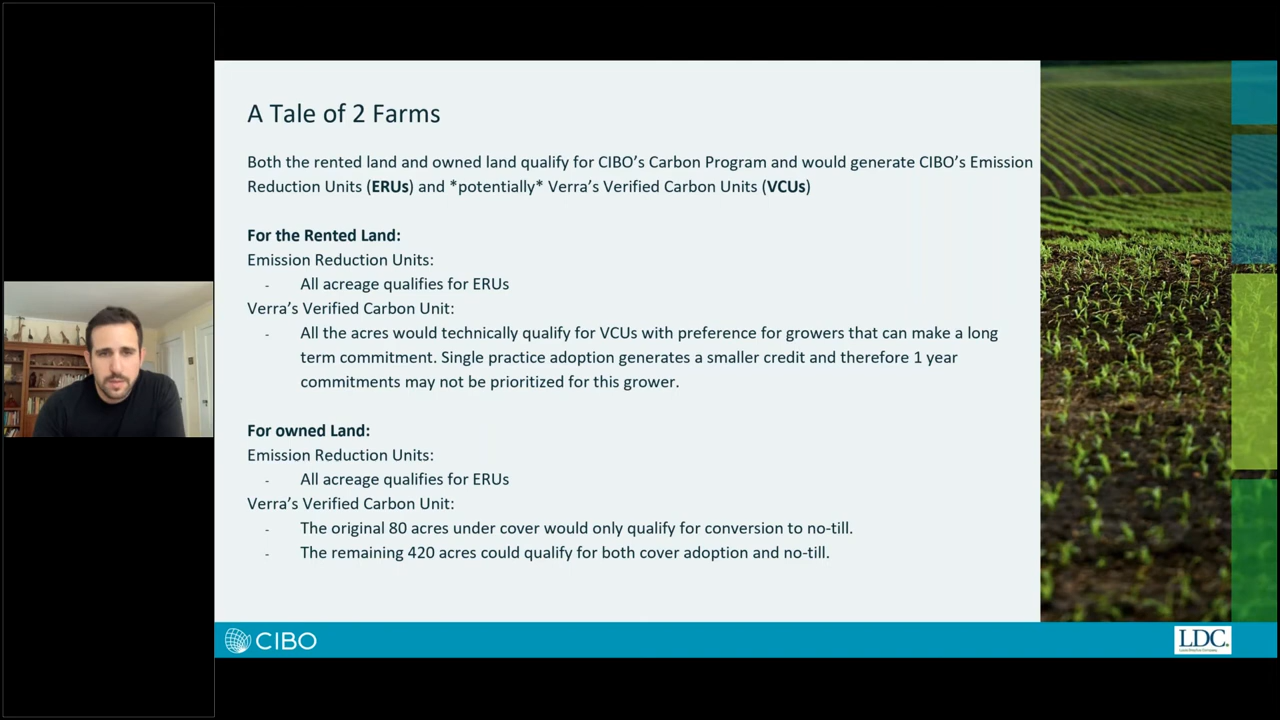 A Tale of 2 Farms
Both the rented land and owned land qualify for CIBO's Carbon Program and would generate CIBO's Emission
Reduction Units (ERUs) and *potentially* Verra's Verified Carbon Units (VCUs)
For the Rented Land:
Emission Reduction Units:
- All acreage qualifies for ERUs
Verra's Verified Carbon Unit:
- All the acres would technically qualify for VCUs with preference for growers that can make a long
term commitment. Single practice adoption generates a smaller credit and therefore 1 year
commitments may not be prioritized for this grower.
For owned Land:
Emission Reduction Units:
- All acreage qualifies for ERUs
Verra's Verified Carbon Unit:
- The original 80 acres under cover would only qualify for conversion to no-till.
- The remaining 420 acres could qualify for both cover adoption and no-till.
CIBO
LDC.